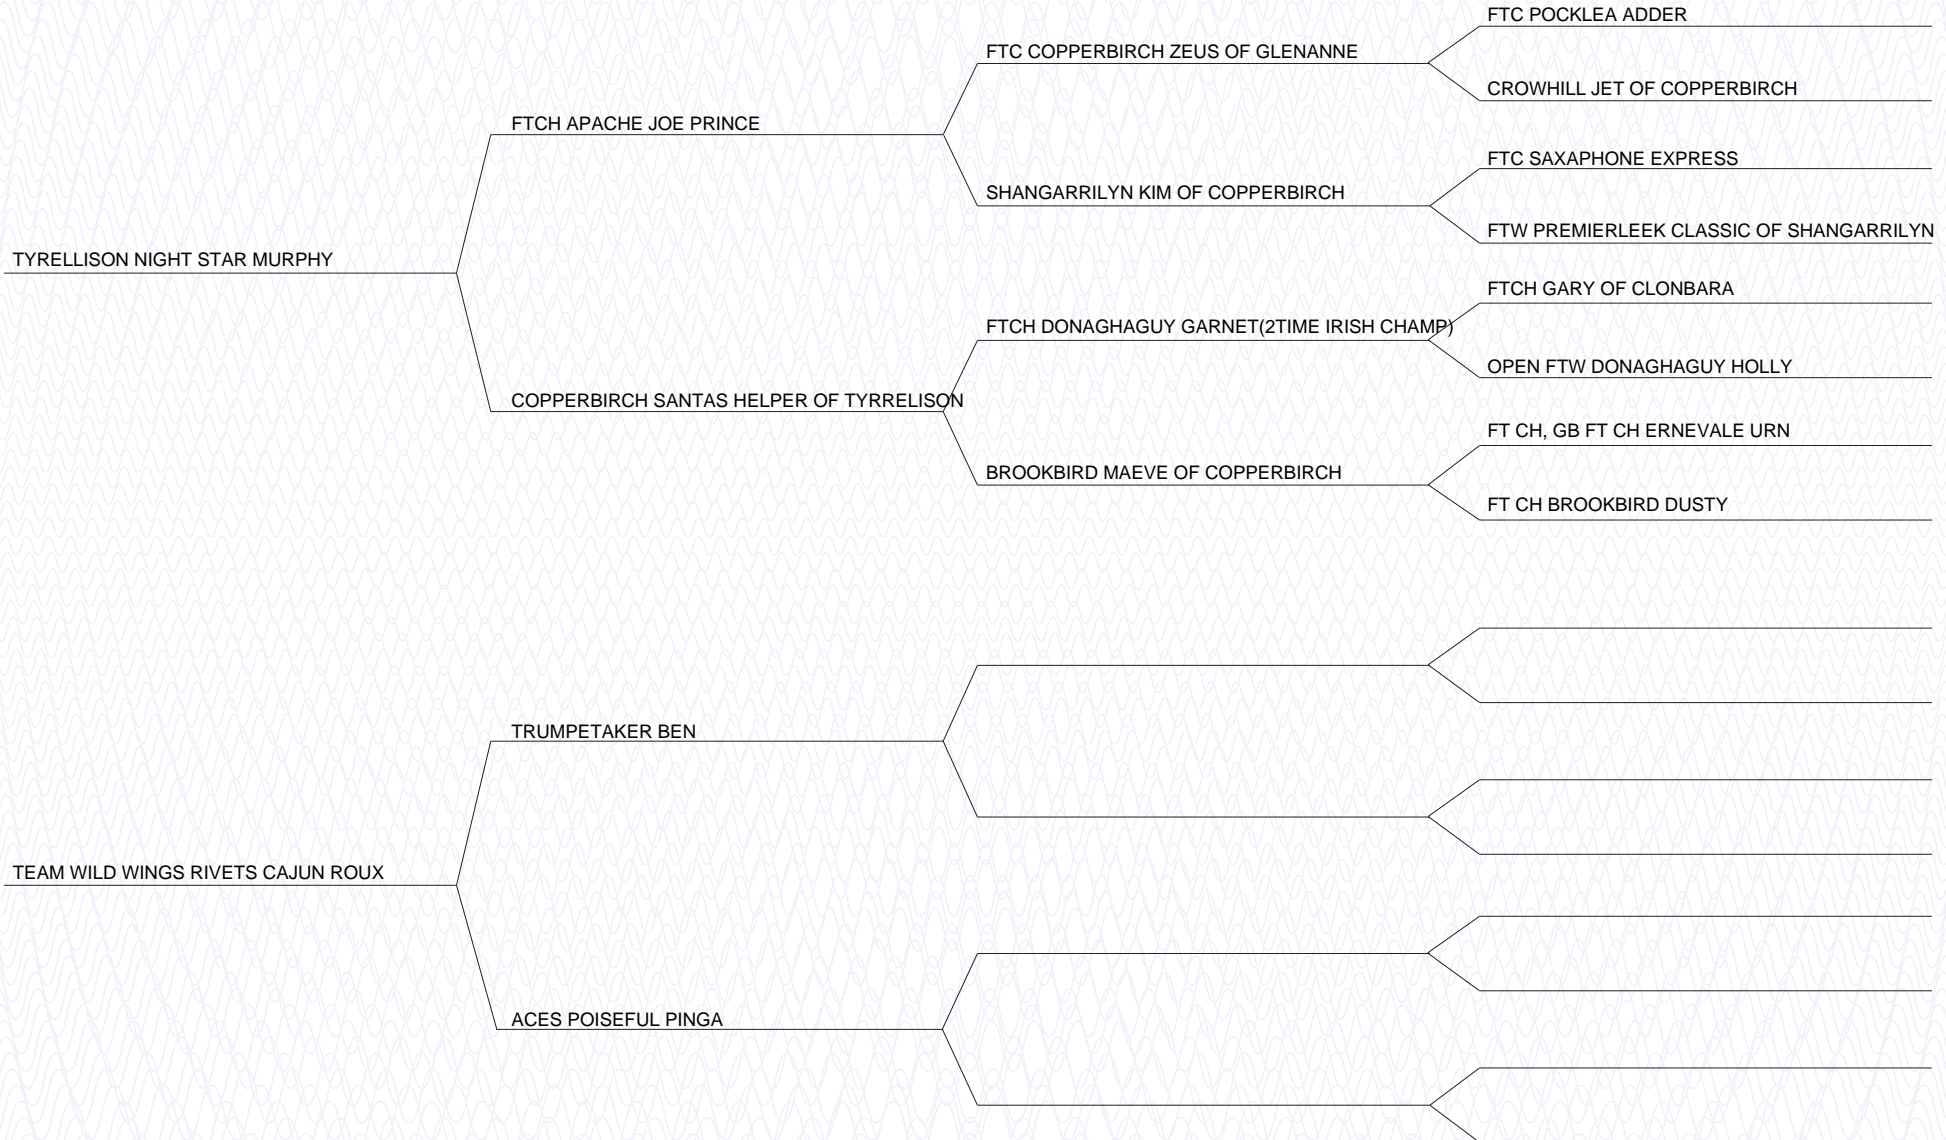 FTC POCKLEA ADDER
FTC COPPERBIRCH ZEUS OF GLENANNE
CROWHILL JET OF COPPERBIRCH
FTCH APACHE JOE PRINCE
FTC SAXAPHONE EXPRESS
SHANGARRILYN KIM OF COPPERBIRCH
FTW PREMIERLEEK CLASSIC OF SHANGARRILYN
TYRELLISON NIGHT STAR MURPHY
FTCH GARY OF CLONBARA
FTCH DONAGHAGUY GARNET(2TIME IRISH CHAMP)
OPEN FTW DONAGHAGUY HOLLY
COPPERBIRCH SANTAS HELPER OF TYRRELISON
FT CH, GB FT CH ERNEVALE URN
BROOKBIRD MAEVE OF COPPERBIRCH
FT CH BROOKBIRD DUSTY
TRUMPETAKER BEN
TEAM WILD WINGS RIVETS CAJUN ROUX
ACES POISEFUL PINGA